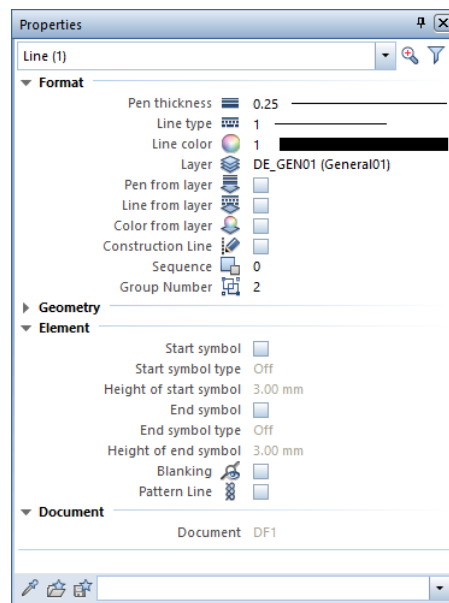 Properties
Line (1)
Format
Pen thickness 0.25
Line type 1
Line color 1
Layer DE_GEN01 (General01)
Pen from layer
Line from layer
Color from layer
Construction Line
Sequence 0
Group Number 2
Geometry
Element
Start symbol
Start symbol type Off
Height of start symbol 3.00 mm
End symbol
End symbol type Off
Height of end symbol 3.00 mm
Blanking
Pattern Line
Document
Document DF1